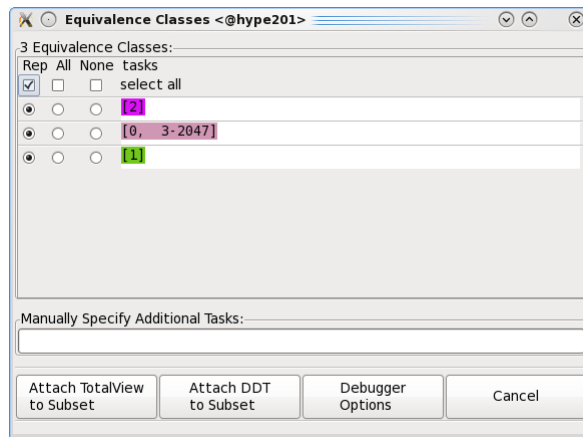 Equivalence Classes <@hype201>
3 Equivalence Classes:
Rep All None tasks
select all
[2]
[0, 3-2047]
[1]
Manually Specify Additional Tasks:
Attach TotalView to Subset
Attach DDT to Subset
Debugger Options
Cancel